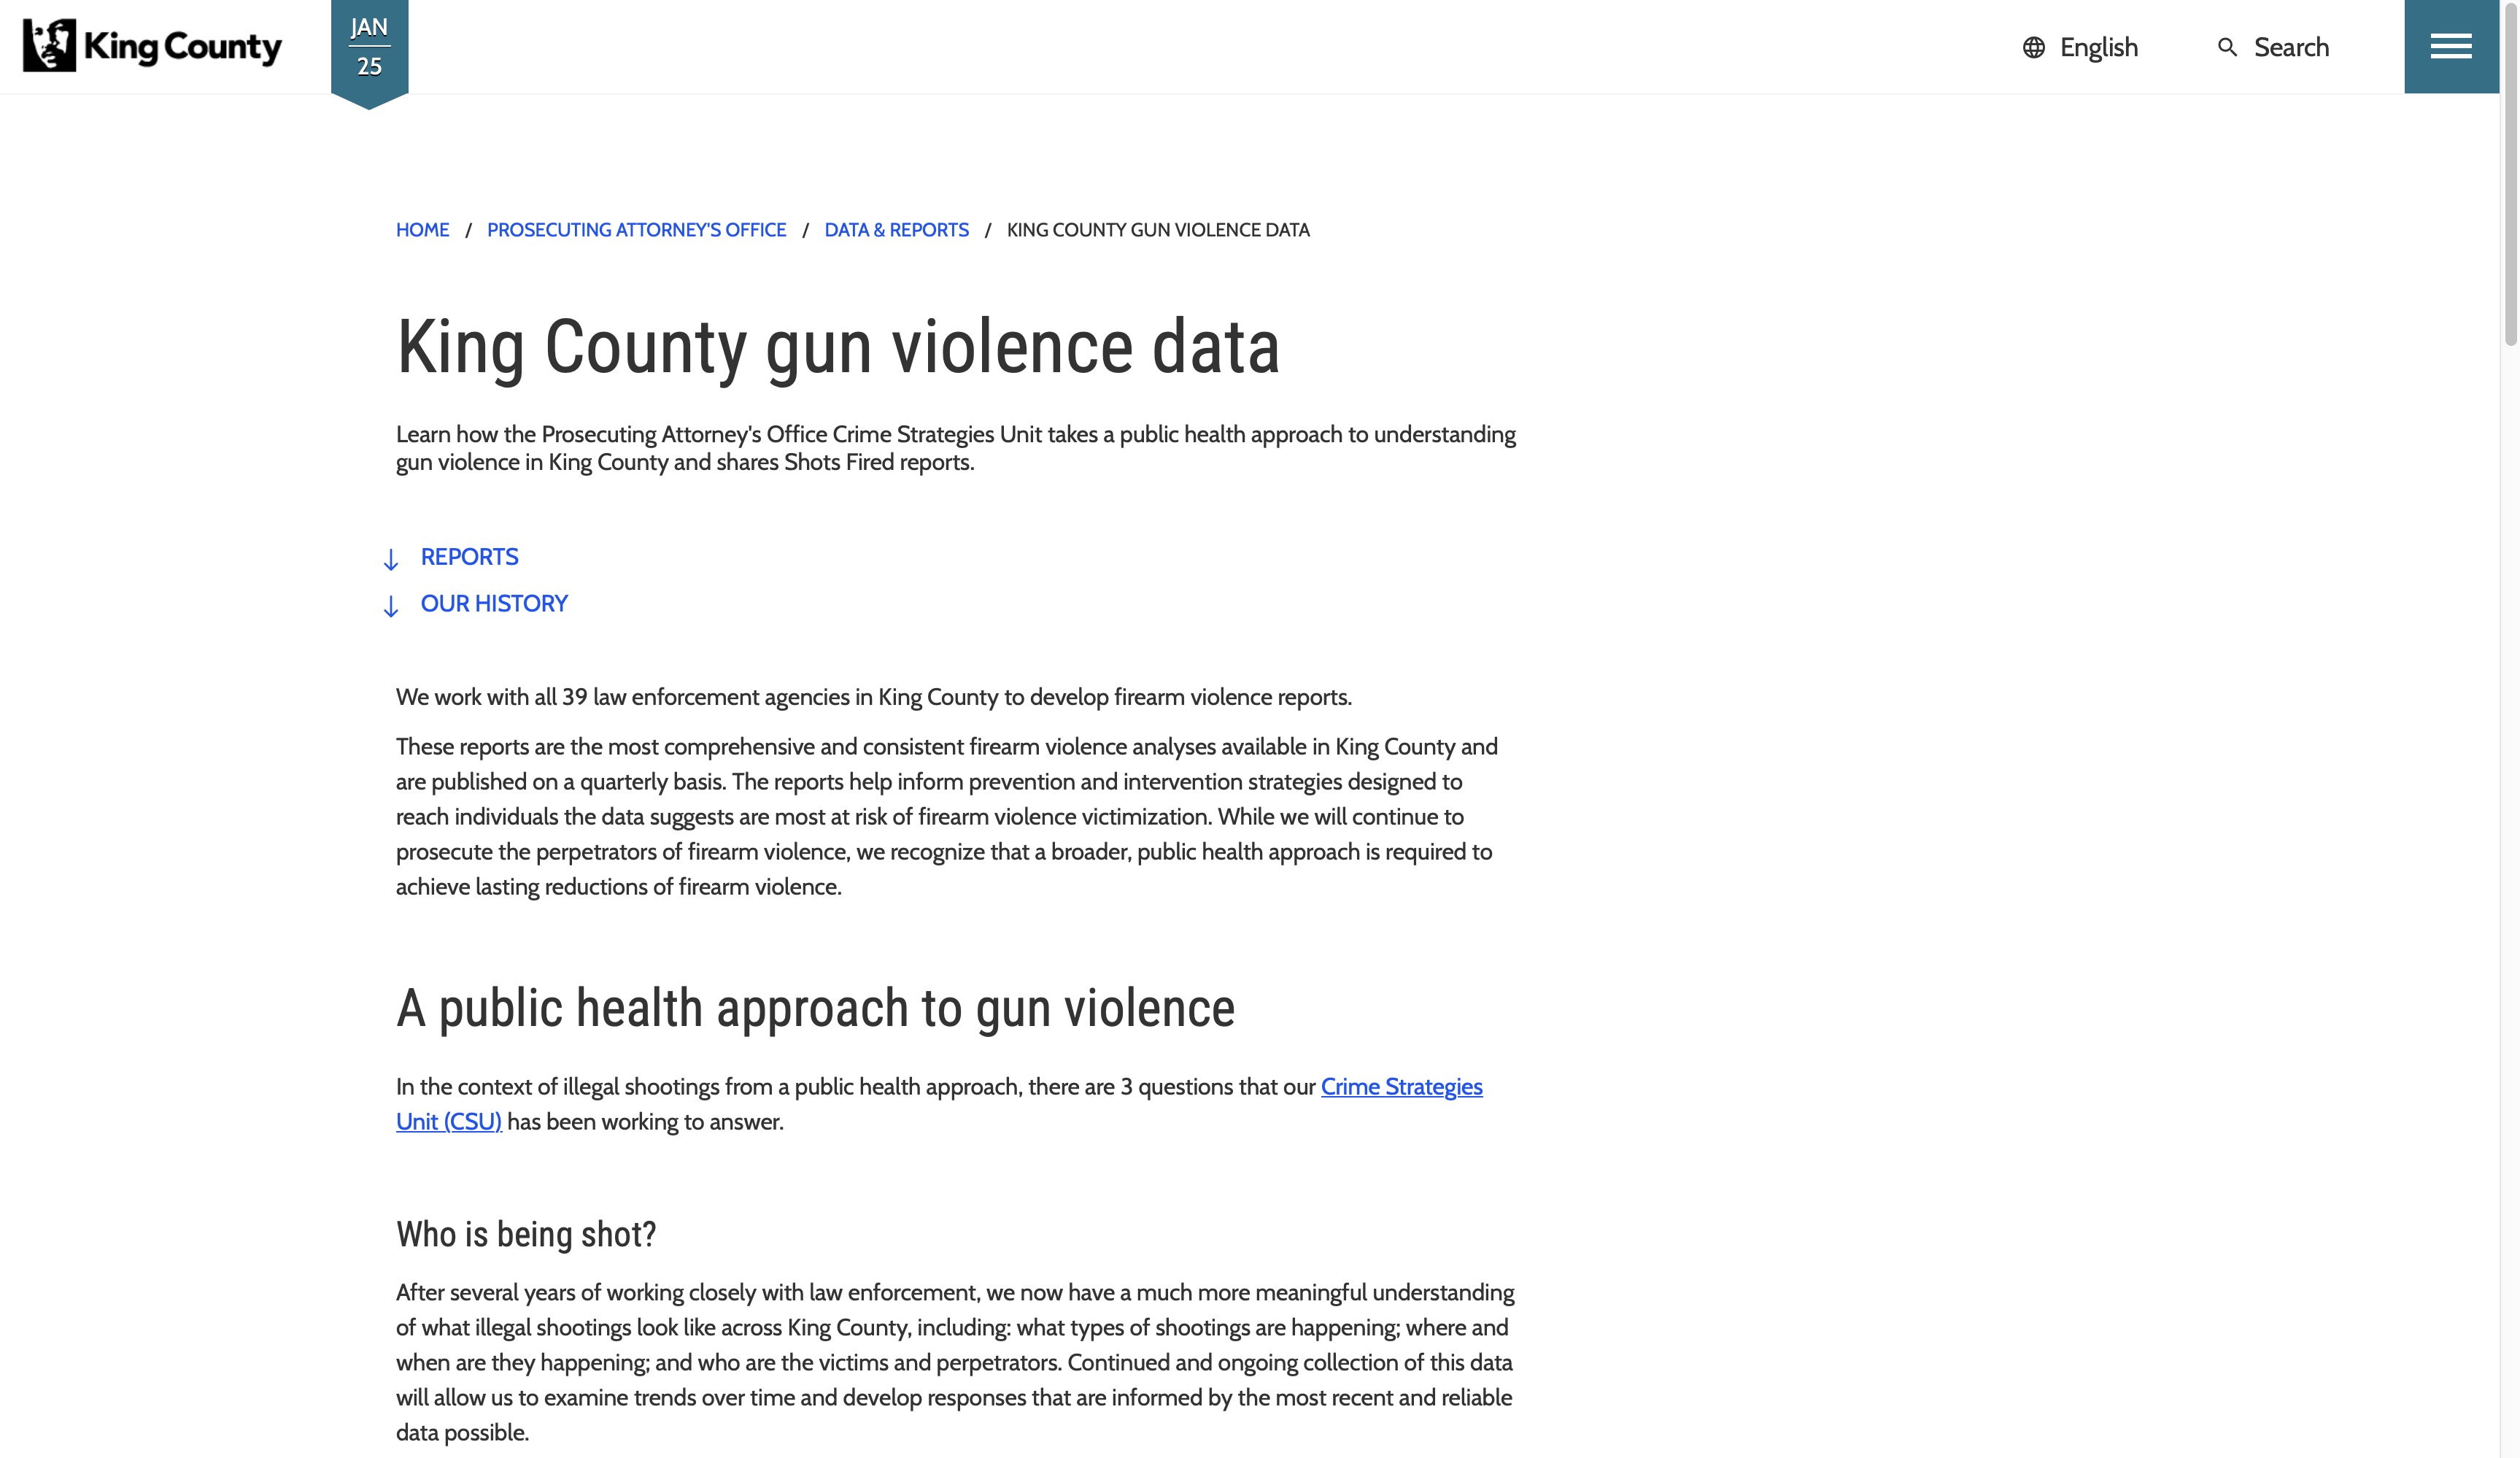 King County
JAN
25
English
Search
HOME / PROSECUTING ATTORNEY'S OFFICE / DATA & REPORTS / KING COUNTY GUN VIOLENCE DATA
King County gun violence data
Learn how the Prosecuting Attorney's Office Crime Strategies Unit takes a public health approach to understanding
gun violence in King County and shares Shots Fired reports.
REPORTS
OUR HISTORY
We work with all 39 law enforcement agencies in King County to develop firearm violence reports.
These reports are the most comprehensive and consistent firearm violence analyses available in King County and
are published on a quarterly basis. The reports help inform prevention and intervention strategies designed to
reach individuals the data suggests are most at risk of firearm violence victimization. While we will continue to
prosecute the perpetrators of firearm violence, we recognize that a broader, public health approach is required to
achieve lasting reductions of firearm violence.
A public health approach to gun violence
In the context of illegal shootings from a public health approach, there are 3 questions that our Crime Strategies
Unit (CSU) has been working to answer.
Who is being shot?
After several years of working closely with law enforcement, we now have a much more meaningful understanding
of what illegal shootings look like across King County, including: what types of shootings are happening; where and
when are they happening; and who are the victims and perpetrators. Continued and ongoing collection of this data
will allow us to examine trends over time and develop responses that are informed by the most recent and reliable
data possible.